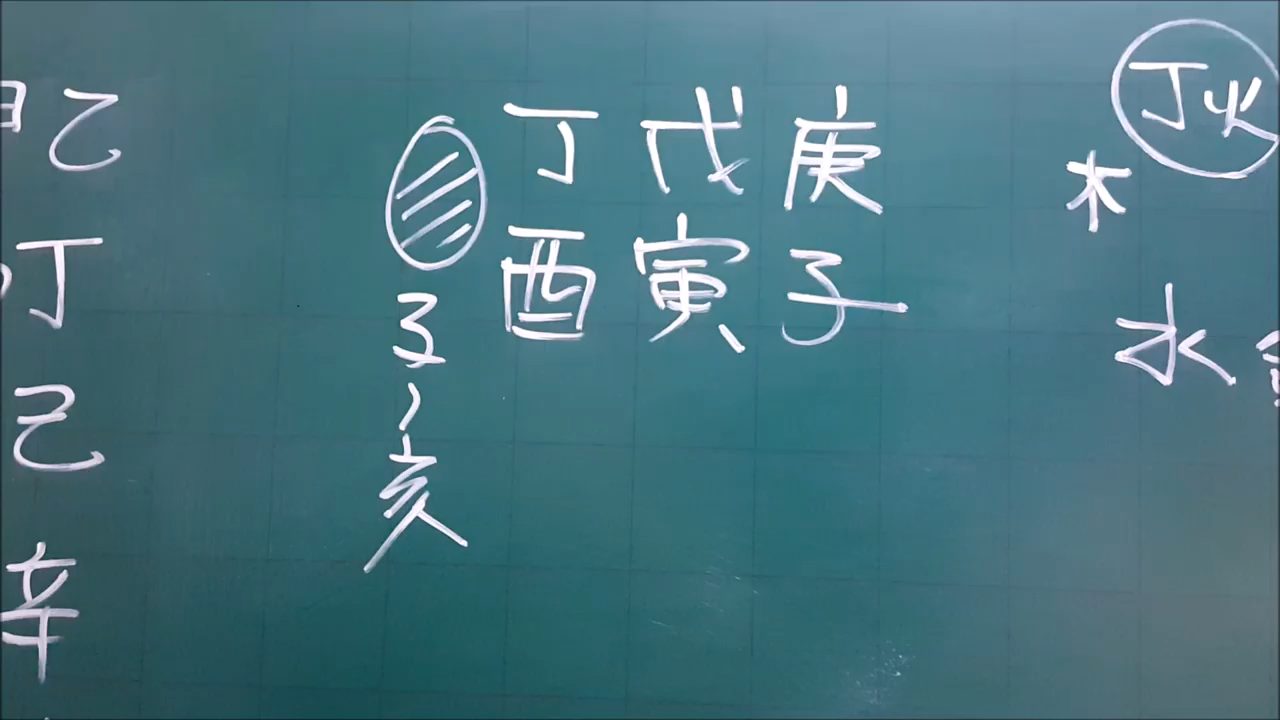 乙
丁
己
辛
丁戊庚
酉寅子
子
~
亥
丁火
木
水